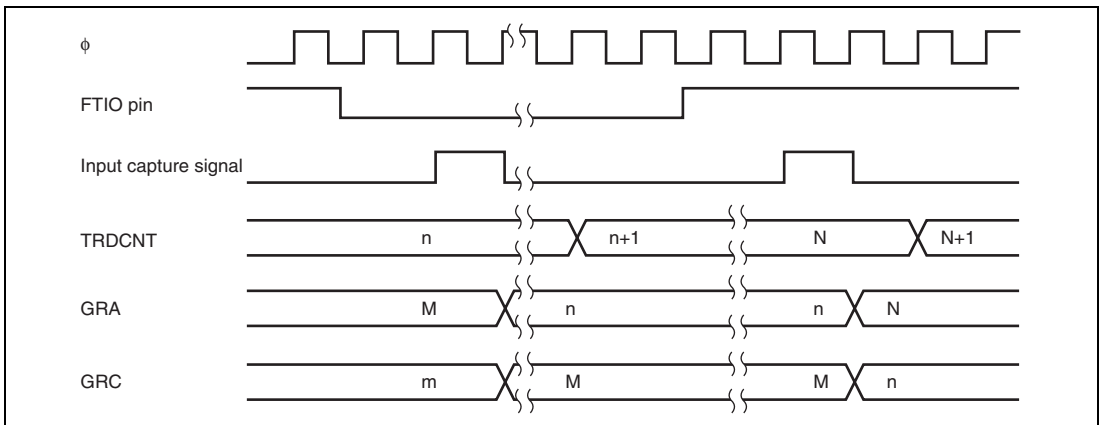 φ
FTIO pin
Input capture signal
TRDCNT n n+1 N N+1
GRA M n n N
GRC m M M n